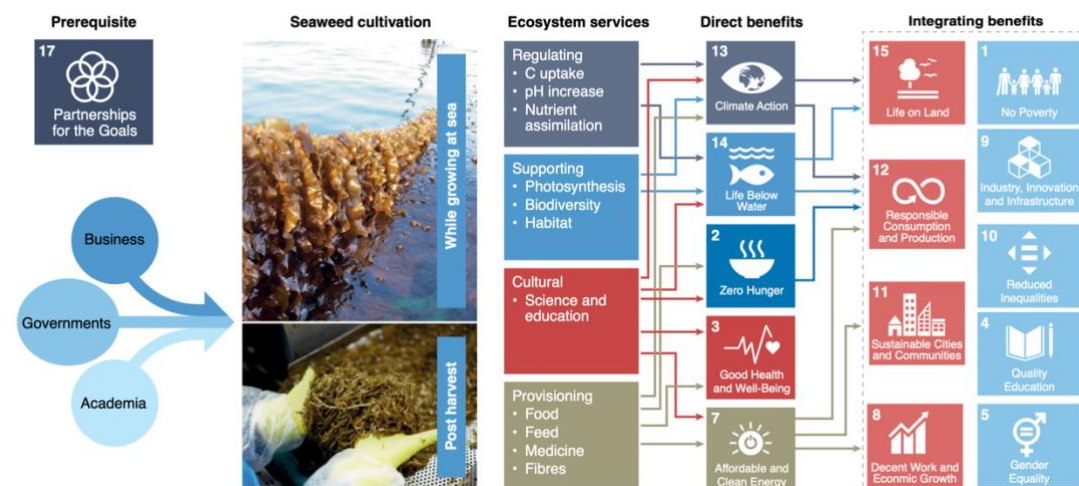 Prerequisite
17
Partnerships
for the Goals
Business
Governments
Academia
Seaweed cultivation
While growing at sea
Post harvest
Ecosystem services
Regulating
• C uptake
• pH increase
• Nutrient
assimilation
Supporting
• Photosynthesis
• Biodiversity
• Habitat
Cultural
• Science and
education
Provisioning
• Food
• Feed
• Medicine
• Fibres
Direct benefits
13
Climate Action
14
Life Below
Water
2
Zero Hunger
3
Good Health
and Well-Being
7
Affordable and
Clean Energy
Integrating benefits
15
Life on Land
12
Responsible
Consumption
and Production
11
Sustainable Cities
and Communities
8
Decent Work and
Econmic Growth
1
No Poverty
9
Industry, Innovation
and Infrastructure
10
Reduced
Inequalities
4
Quality
Education
5
Gender
Equality